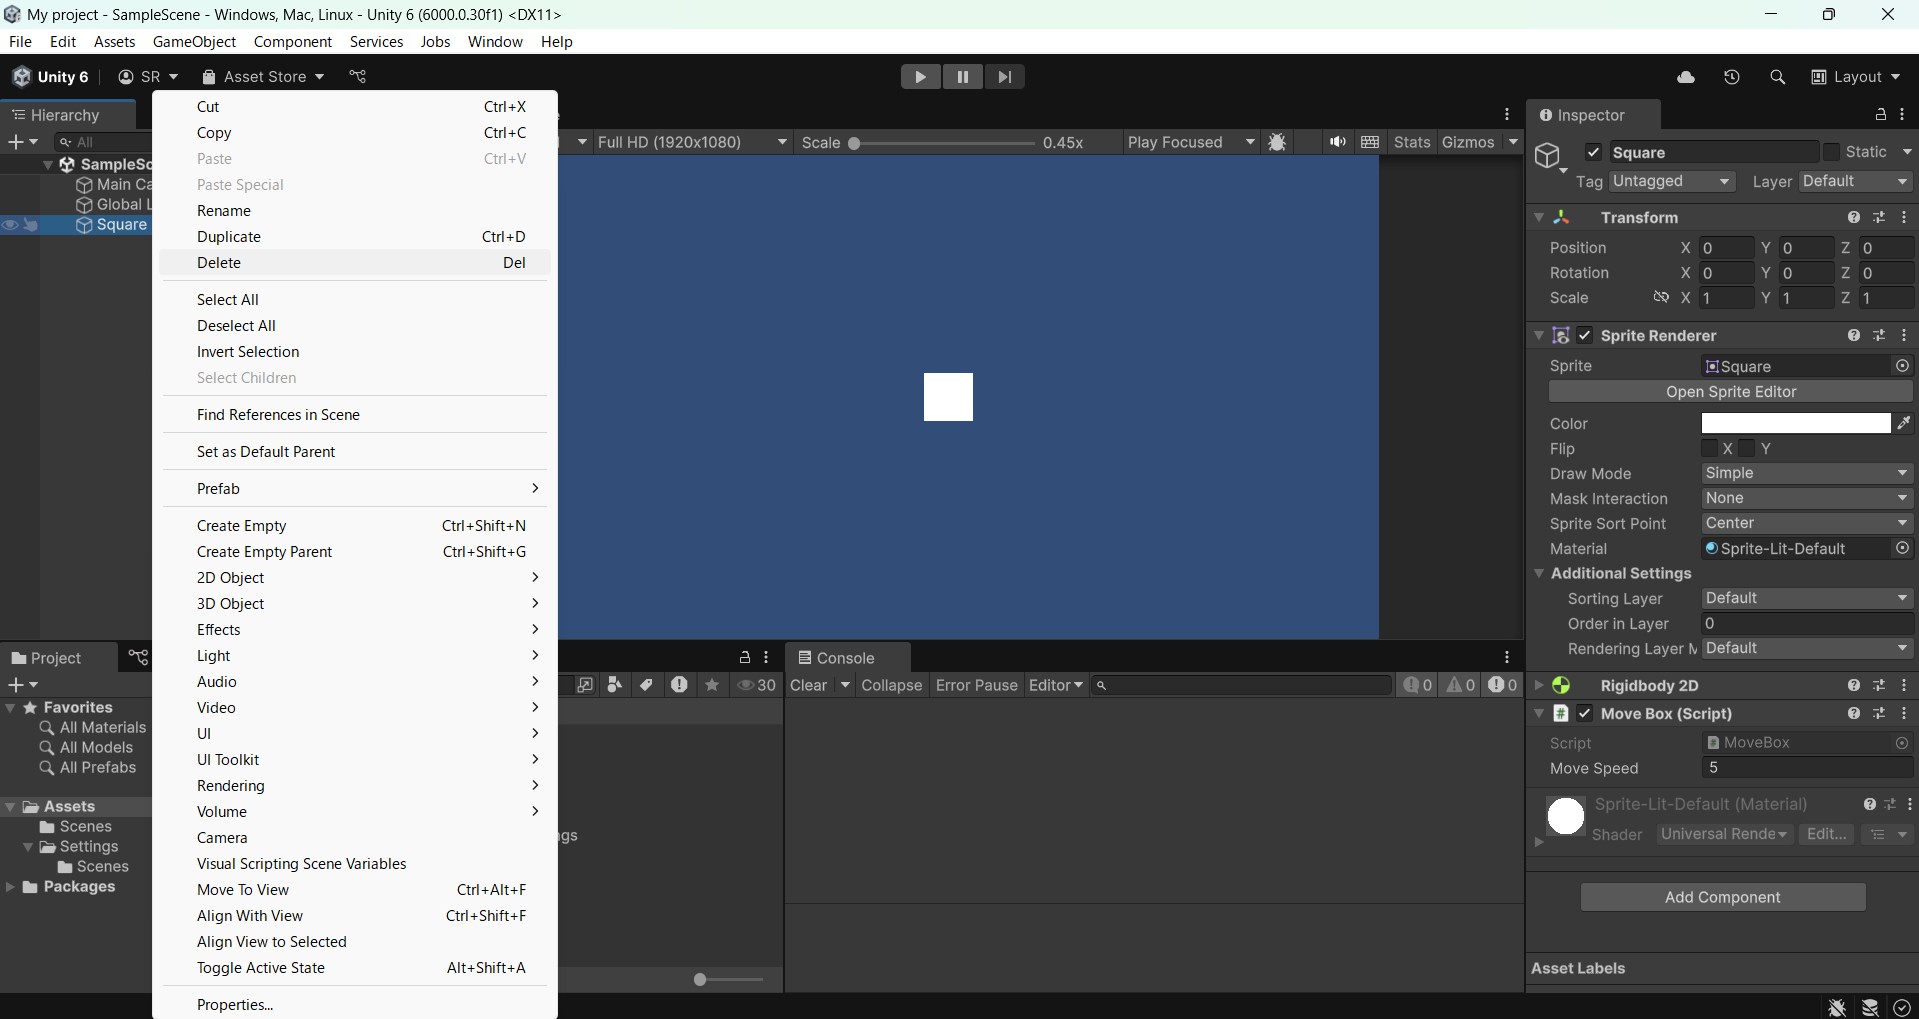 My project - SampleScene - Windows, Mac, Linux - Unity 6 (6000.0.30f1) <DX11>
File Edit Assets GameObject Component Services Jobs Window Help
Unity 6 SR Asset Store Layout
Hierarchy
All
SampleSc
Main Ca
Global L
Square
Cut Ctrl+X
Copy Ctrl+C
Paste Ctrl+V
Paste Special
Rename
Duplicate Ctrl+D
Delete Del
Select All
Deselect All
Invert Selection
Select Children
Find References in Scene
Set as Default Parent
Prefab
Create Empty Ctrl+Shift+N
Create Empty Parent Ctrl+Shift+G
2D Object
3D Object
Effects
Light
Audio
Video
UI
UI Toolkit
Rendering
Volume
Camera
Visual Scripting Scene Variables
Move To View Ctrl+Alt+F
Align With View Ctrl+Shift+F
Align View to Selected
Toggle Active State Alt+Shift+A
Properties...
Full HD (1920x1080) Scale 0.45x Play Focused Stats Gizmos
Project
Favorites
All Materials
All Models
All Prefabs
Assets
Scenes
Settings
Scenes
Packages
30
gs
Console
Clear Collapse Error Pause Editor 0 0 0
Inspector
Square Static
Tag Untagged Layer Default
Transform
Position X 0 Y 0 Z 0
Rotation X 0 Y 0 Z 0
Scale X 1 Y 1 Z 1
Sprite Renderer
Sprite Square
Open Sprite Editor
Color
Flip X Y
Draw Mode Simple
Mask Interaction None
Sprite Sort Point Center
Material Sprite-Lit-Default
Additional Settings
Sorting Layer Default
Order in Layer 0
Rendering Layer M Default
Rigidbody 2D
Move Box (Script)
Script MoveBox
Move Speed 5
Sprite-Lit-Default (Material)
Shader Universal Rende Edit...
Add Component
Asset Labels